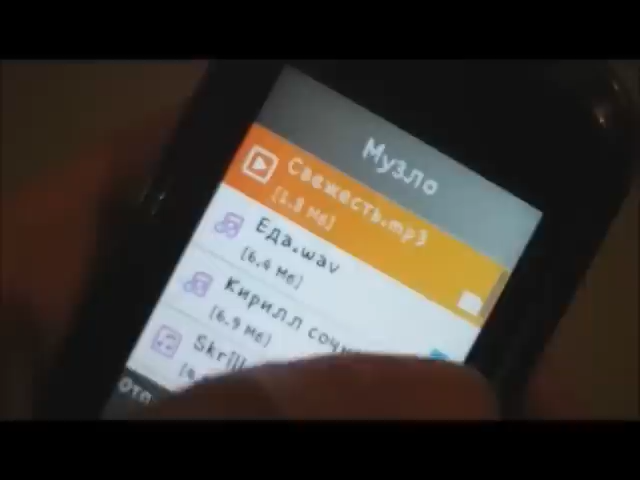 Музло
Свежесть.mp3
[1.8 Мб]
Еда.wav
[6.4 Мб]
Кирилл
[6.9 Мб]